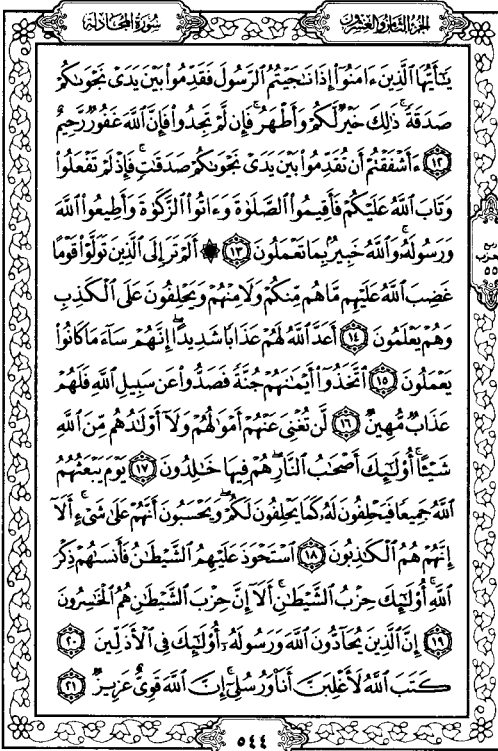 الجزء الثامن والعشرون
سورة المجادلة
يَٰٓأَيُّهَا ٱلَّذِينَ ءَامَنُوٓا۟ إِذَا نَٰجَيْتُمُ ٱلرَّسُولَ فَقَدِّمُوا۟ بَيْنَ يَدَىْ نَجْوَىٰكُمْ
صَدَقَةً ۚ ذَٰلِكَ خَيْرٌ لَّكُمْ وَأَطْهَرُ ۚ فَإِن لَّمْ تَجِدُوا۟ فَإِنَّ ٱللَّهَ غَفُورٌ رَّحِيمٌ
١٢ ءَأَشْفَقْتُمْ أَن تُقَدِّمُوا۟ بَيْنَ يَدَىْ نَجْوَىٰكُمْ صَدَقَٰتٍ ۚ فَإِذْ لَمْ تَفْعَلُوا۟
وَتَابَ ٱللَّهُ عَلَيْكُمْ فَأَقِيمُوا۟ ٱلصَّلَوٰةَ وَءَاتُوا۟ ٱلزَّكَوٰةَ وَأَطِيعُوا۟ ٱللَّهَ
وَرَسُولَهُۥ ۚ وَٱللَّهُ خَبِيرٌۢ بِمَا تَعْمَلُونَ ١٣ ۞ أَلَمْ تَرَ إِلَى ٱلَّذِينَ تَوَلَّوْا۟ قَوْمًا
غَضِبَ ٱللَّهُ عَلَيْهِم مَّا هُم مِّنكُمْ وَلَا مِنْهُمْ وَيَحْلِفُونَ عَلَى ٱلْكَذِبِ
وَهُمْ يَعْلَمُونَ ١٤ أَعَدَّ ٱللَّهُ لَهُمْ عَذَابًا شَدِيدًا ۖ إِنَّهُمْ سَآءَ مَا كَانُوا۟
يَعْمَلُونَ ١٥ ٱتَّخَذُوٓا۟ أَيْمَٰنَهُمْ جُنَّةً فَصَدُّوا۟ عَن سَبِيلِ ٱللَّهِ فَلَهُمْ
عَذَابٌ مُّهِينٌ ١٦ لَّن تُغْنِىَ عَنْهُمْ أَمْوَٰلُهُمْ وَلَآ أَوْلَٰدُهُم مِّنَ ٱللَّهِ
شَيْـًٔا ۚ أُو۟لَٰٓئِكَ أَصْحَٰبُ ٱلنَّارِ ۖ هُمْ فِيهَا خَٰلِدُونَ ١٧ يَوْمَ يَبْعَثُهُمُ
ٱللَّهُ جَمِيعًا فَيَحْلِفُونَ لَهُۥ كَمَا يَحْلِفُونَ لَكُمْ ۖ وَيَحْسَبُونَ أَنَّهُمْ عَلَىٰ شَىْءٍ ۚ أَلَآ
إِنَّهُمْ هُمُ ٱلْكَٰذِبُونَ ١٨ ٱسْتَحْوَذَ عَلَيْهِمُ ٱلشَّيْطَٰنُ فَأَنسَىٰهُمْ ذِكْرَ
ٱللَّهِ ۚ أُو۟لَٰٓئِكَ حِزْبُ ٱلشَّيْطَٰنِ ۚ أَلَآ إِنَّ حِزْبَ ٱلشَّيْطَٰنِ هُمُ ٱلْخَٰسِرُونَ
١٩ إِنَّ ٱلَّذِينَ يُحَآدُّونَ ٱللَّهَ وَرَسُولَهُۥٓ أُو۟لَٰٓئِكَ فِى ٱلْأَذَلِّينَ ٢٠
كَتَبَ ٱللَّهُ لَأَغْلِبَنَّ أَنَا۠ وَرُسُلِىٓ ۚ إِنَّ ٱللَّهَ قَوِىٌّ عَزِيزٌ ٢١
ربع
حزب
٥٥
٥٤٤